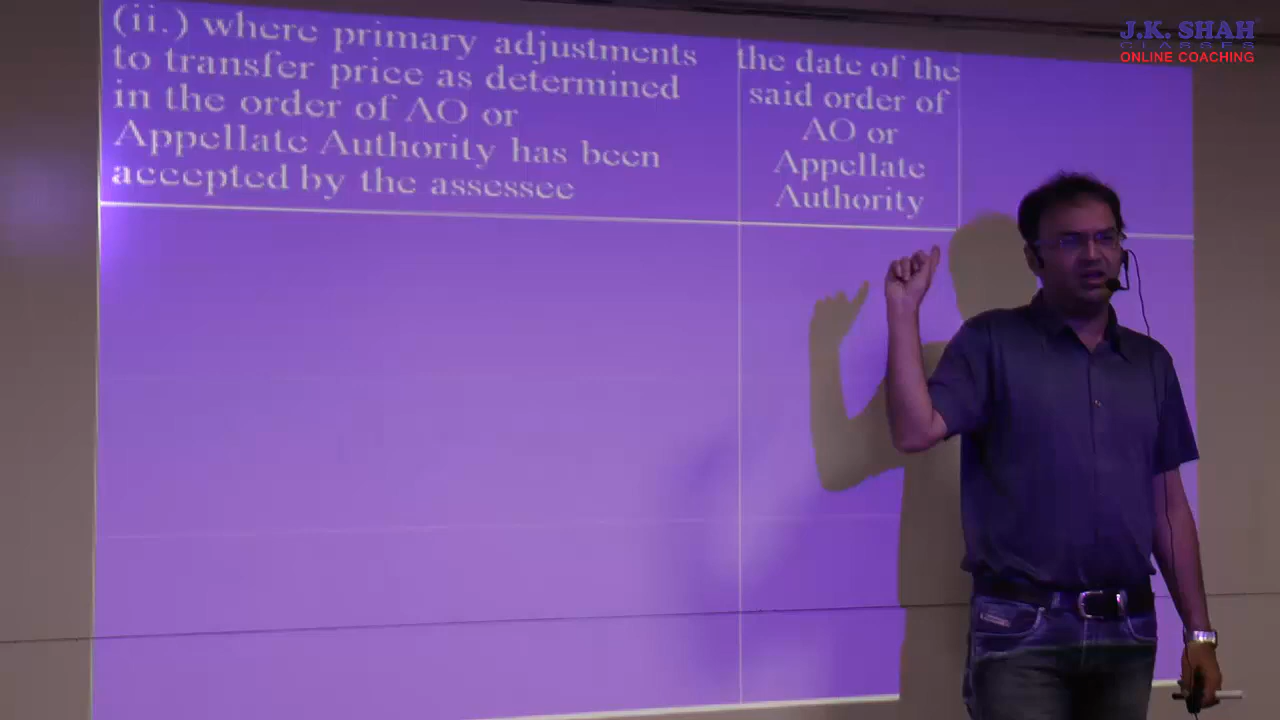 (ii.) where primary adjustments
to transfer price as determined
in the order of AO or
Appellate Authority has been
accepted by the assessee
the date of the
said order of
AO or
Appellate
Authority
J.K. SHAH
CLASSES
ONLINE COACHING